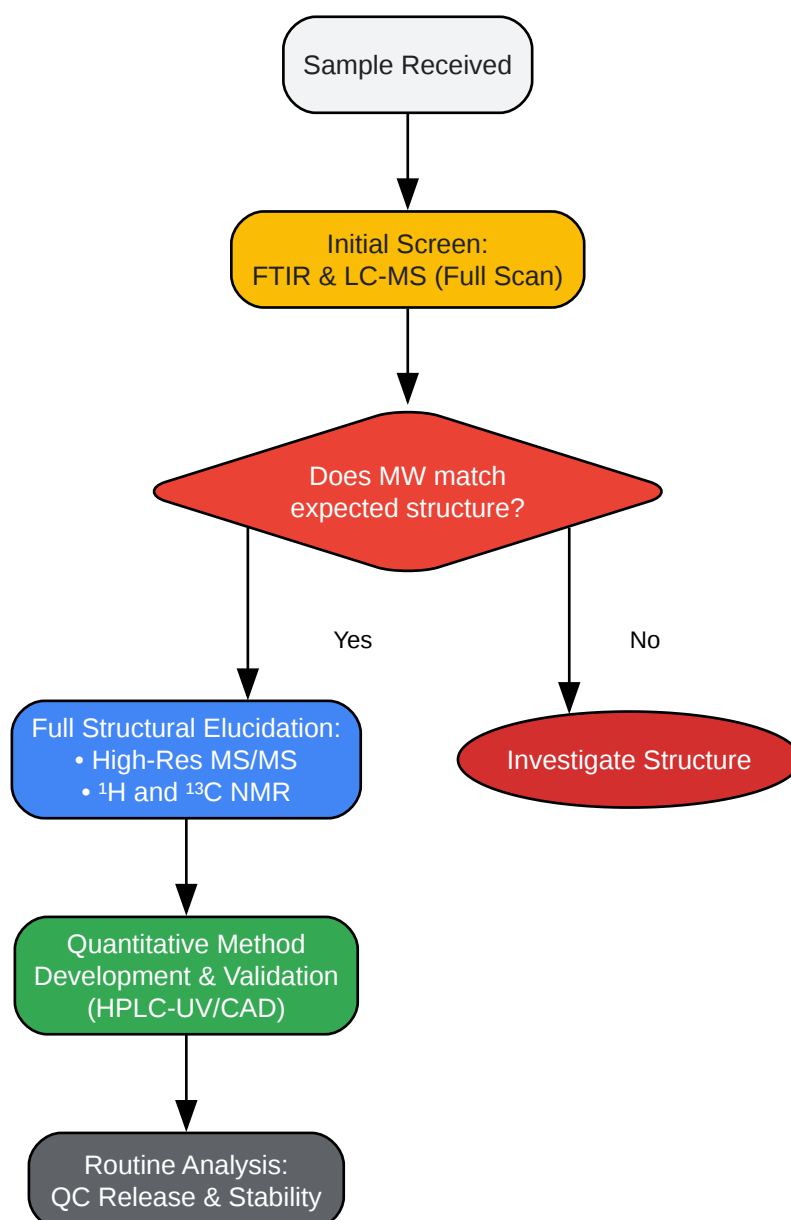 Sample Received
Initial Screen:
FTIR & LC-MS (Full Scan)
Does MW match
expected structure?
Yes
No
Full Structural Elucidation:
• High-Res MS/MS
• ¹H and ¹³C NMR
Investigate Structure
Quantitative Method
Development & Validation
(HPLC-UV/CAD)
Routine Analysis:
QC Release & Stability